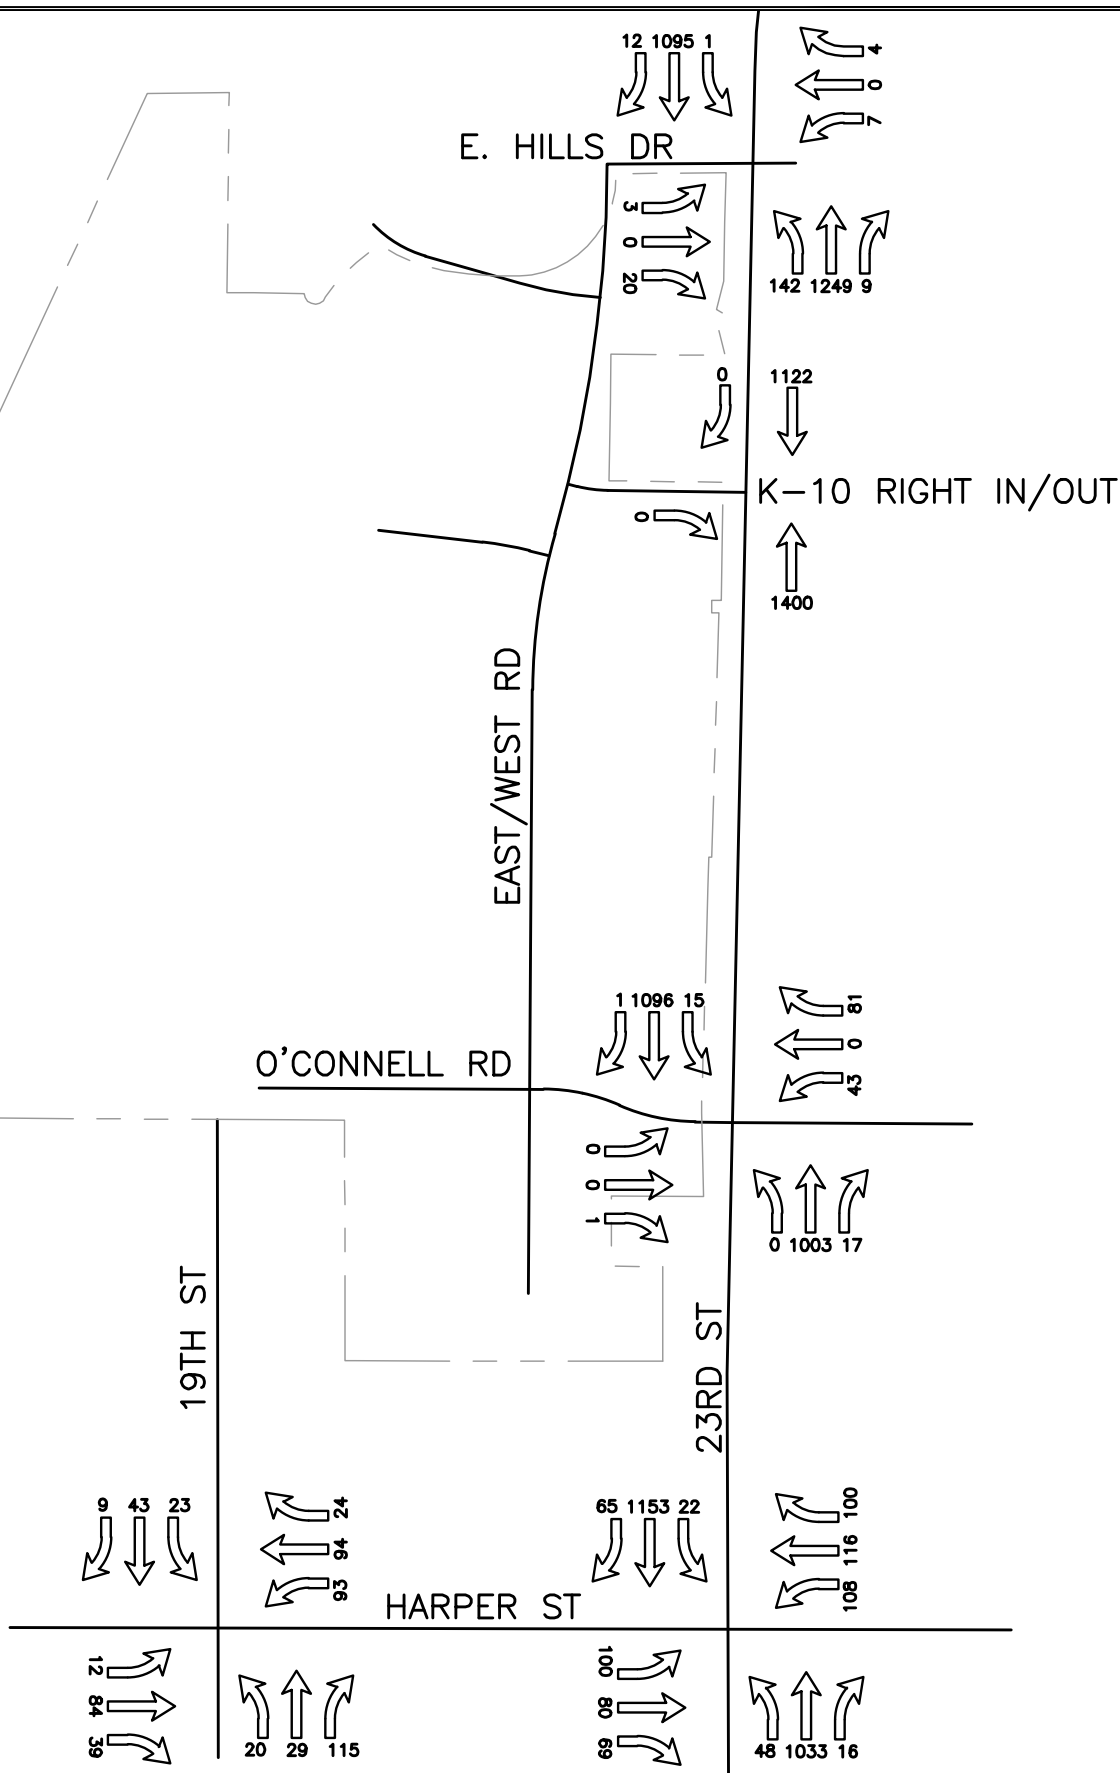 12 1095 1
4
0
7
E. HILLS DR
3
0
20
142 1249 9
0
1122
K-10 RIGHT IN/OUT
0
1400
EAST/WEST RD
1 1096 15
81
0
43
O'CONNELL RD
0
0
1
0 1003 17
19TH ST
23RD ST
9 43 23
24
94
93
65 1153 22
100
116
108
HARPER ST
12
84
39
20 29 115
100
80
69
48 1033 16